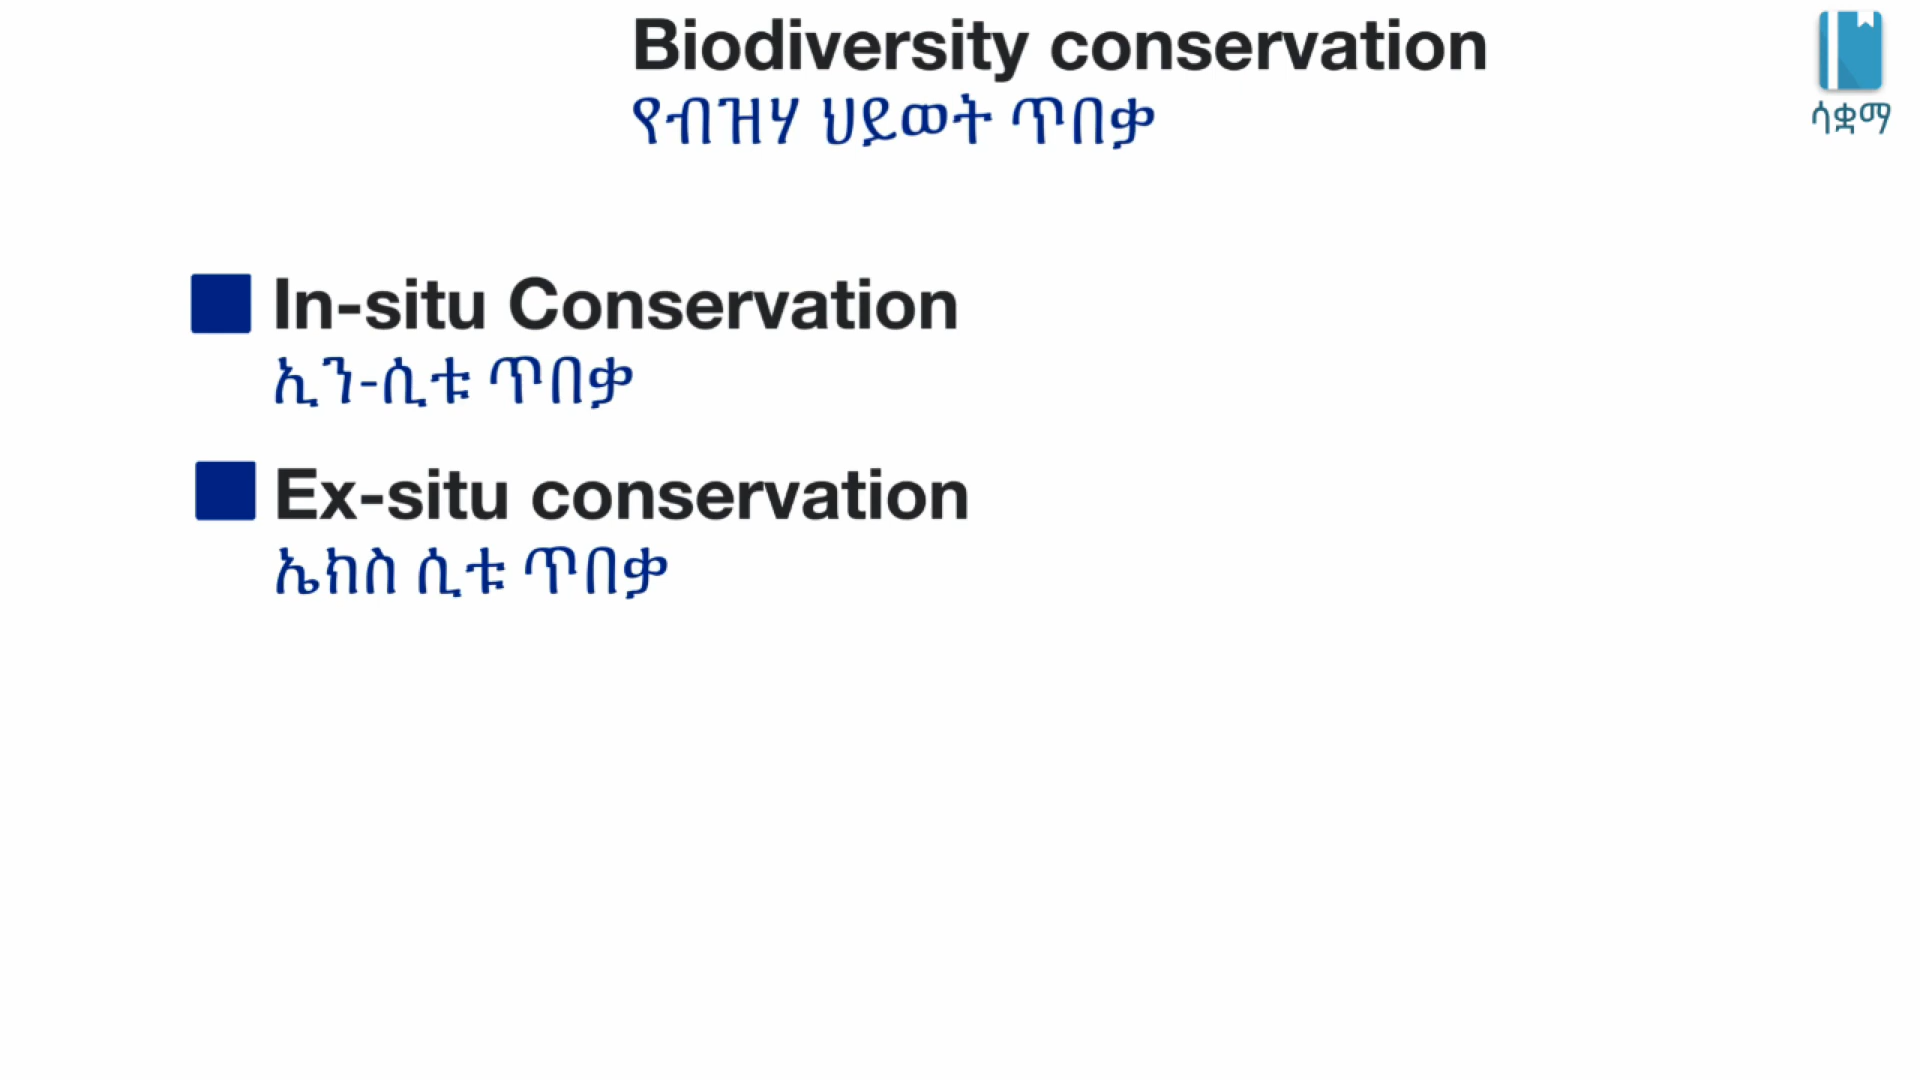 Biodiversity conservation
የብዝሃ ህይወት ጥበቃ
ሳቋማ
In-situ Conservation
ኢን-ሲቱ ጥበቃ
Ex-situ conservation
ኤክስ ሲቱ ጥበቃ